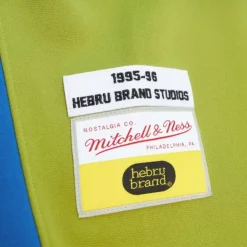 1995-96
HEBRU BRAND STUDIOS
NOSTALGIA CO.
Mitchell & Ness
PHILADELPHIA, PA.
hebru
brand®